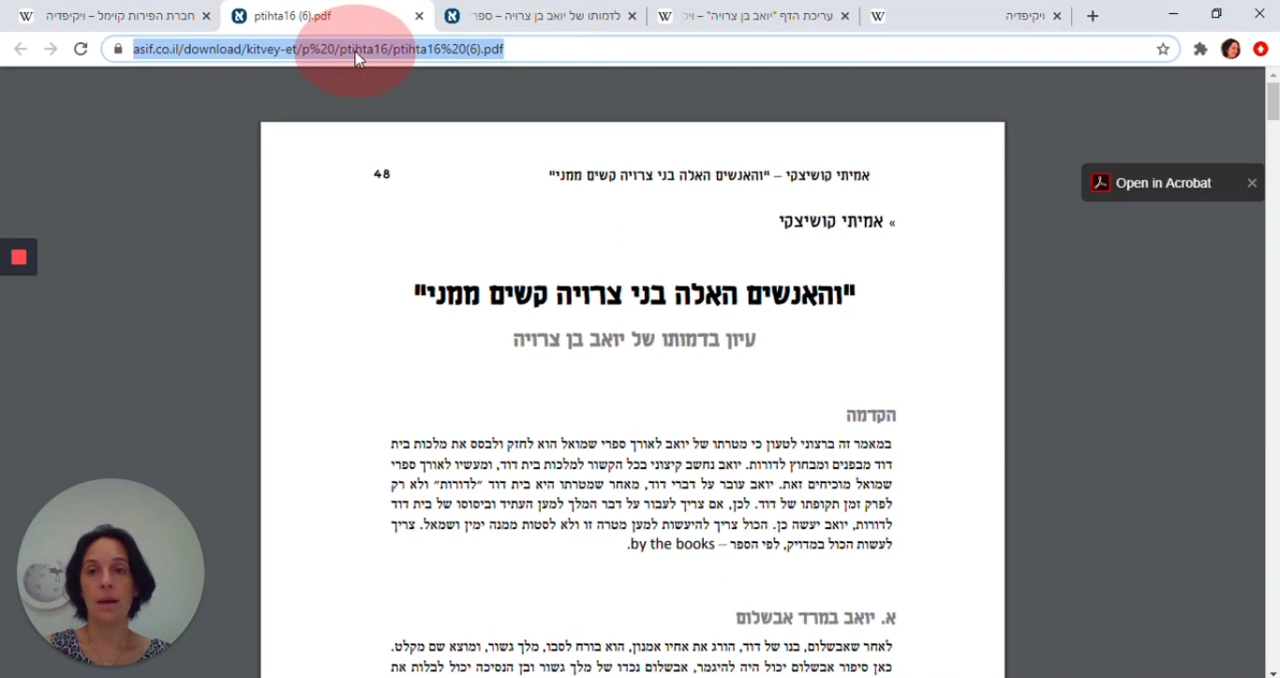 חברת הפירות קוימל – ויקיפדיה
ptihta16 (6).pdf
לדמותו של יואב בן צרויה – ספרי
עריכת הדף "יואב בן צרויה" – ויק
ויקיפדיה
asif.co.il/download/kitvey-et/p%20/ptihta16/ptihta16%20(6).pdf
Open in Acrobat
אמיתי קושיצקי – "והאנשים האלה בני צרויה קשים ממני" 48
» אמיתי קושיצקי
"והאנשים האלה בני צרויה קשים ממני"
עיון בדמותו של יואב בן צרויה
הקדמה
במאמר זה ברצוני לטעון כי מטרתו של יואב לאורך ספרי שמואל הוא לחזק ולבסס את מלכות בית
דוד מבפנים ומבחוץ לדורות. יואב נחשב קיצוני בכל הקשור למלכות בית דוד, ומעשיו לאורך ספרי
שמואל מוכיחים זאת. יואב עובר על דברי דוד, מאחר שמטרתו היא בית דוד ״לדורות״ ולא רק
לפרק זמן תקופתו של דוד. לכן, אם צריך לעבור על דבר המלך למען העתיד וביסוסו של בית דוד
לדורות, יואב יעשה כן. הכול צריך להיעשות למען מטרה זו ולא לסטות ממנה ימין ושמאל. צריך
לעשות הכול במדויק, לפי הספר – by the books.
א. יואב במרד אבשלום
לאחר שאבשלום, בנו של דוד, הורג את אחיו אמנון, הוא בורח לסבו, מלך גשור, ומוצא שם מקלט.
כאן סיפור אבשלום יכול היה להיגמר, אבשלום נכדו של מלך גשור ובן הנסיכה יכול לבלות את